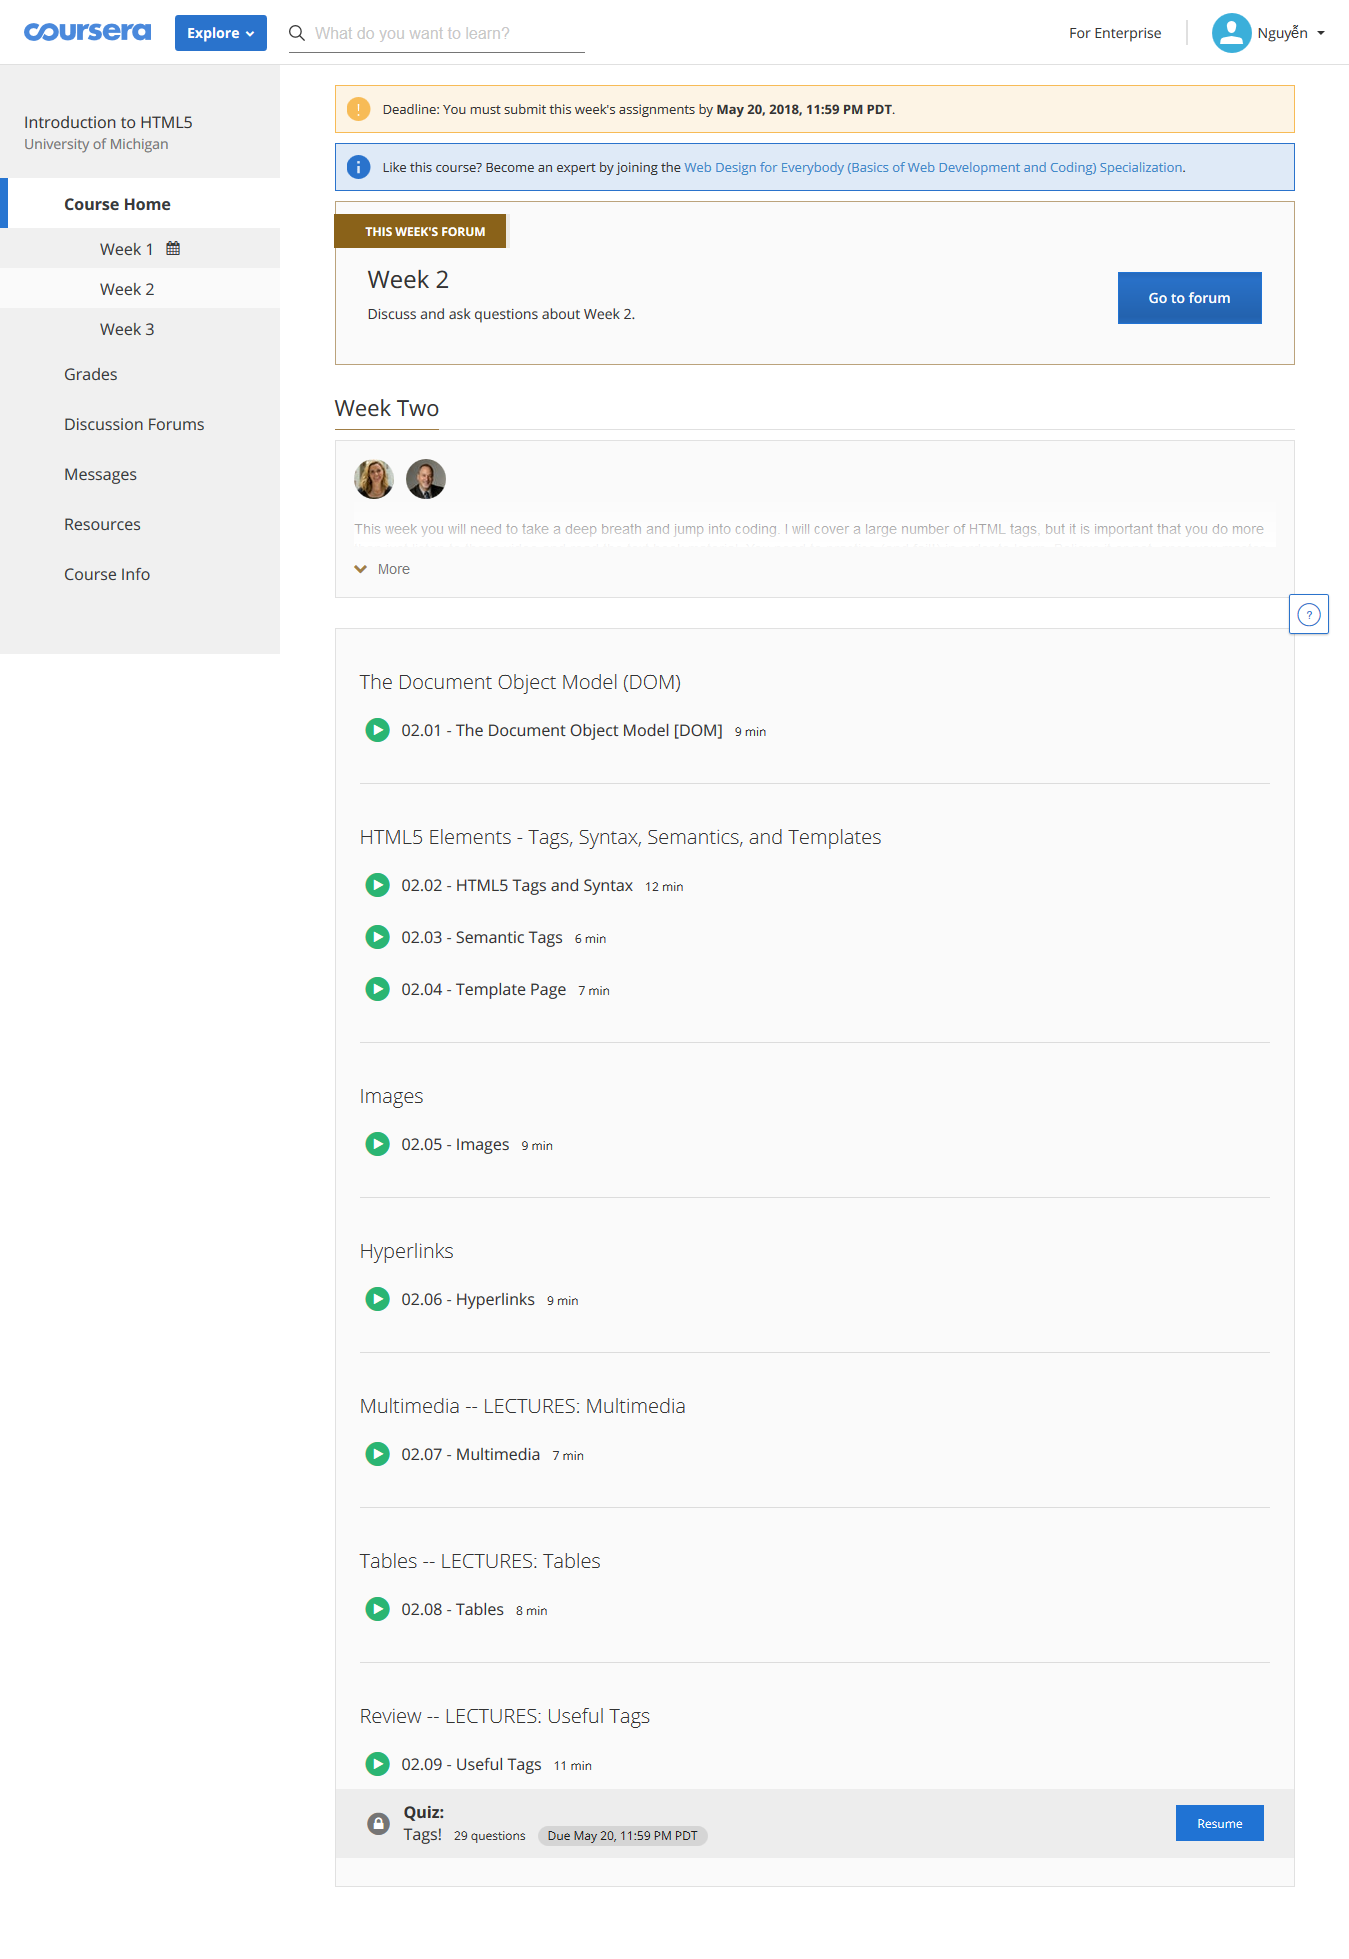 coursera
Explore
What do you want to learn?
For Enterprise
Nguyễn
Introduction to HTML5
University of Michigan
Course Home
Week 1
Week 2
Week 3
Grades
Discussion Forums
Messages
Resources
Course Info
Deadline: You must submit this week's assignments by May 20, 2018, 11:59 PM PDT.
Like this course? Become an expert by joining the Web Design for Everybody (Basics of Web Development and Coding) Specialization.
THIS WEEK'S FORUM
Week 2
Discuss and ask questions about Week 2.
Go to forum
Week Two
This week you will need to take a deep breath and jump into coding. I will cover a large number of HTML tags, but it is important that you do more
More
?
The Document Object Model (DOM)
02.01 - The Document Object Model [DOM] 9 min
HTML5 Elements - Tags, Syntax, Semantics, and Templates
02.02 - HTML5 Tags and Syntax 12 min
02.03 - Semantic Tags 6 min
02.04 - Template Page 7 min
Images
02.05 - Images 9 min
Hyperlinks
02.06 - Hyperlinks 9 min
Multimedia -- LECTURES: Multimedia
02.07 - Multimedia 7 min
Tables -- LECTURES: Tables
02.08 - Tables 8 min
Review -- LECTURES: Useful Tags
02.09 - Useful Tags 11 min
Quiz:
Tags! 29 questions Due May 20, 11:59 PM PDT
Resume